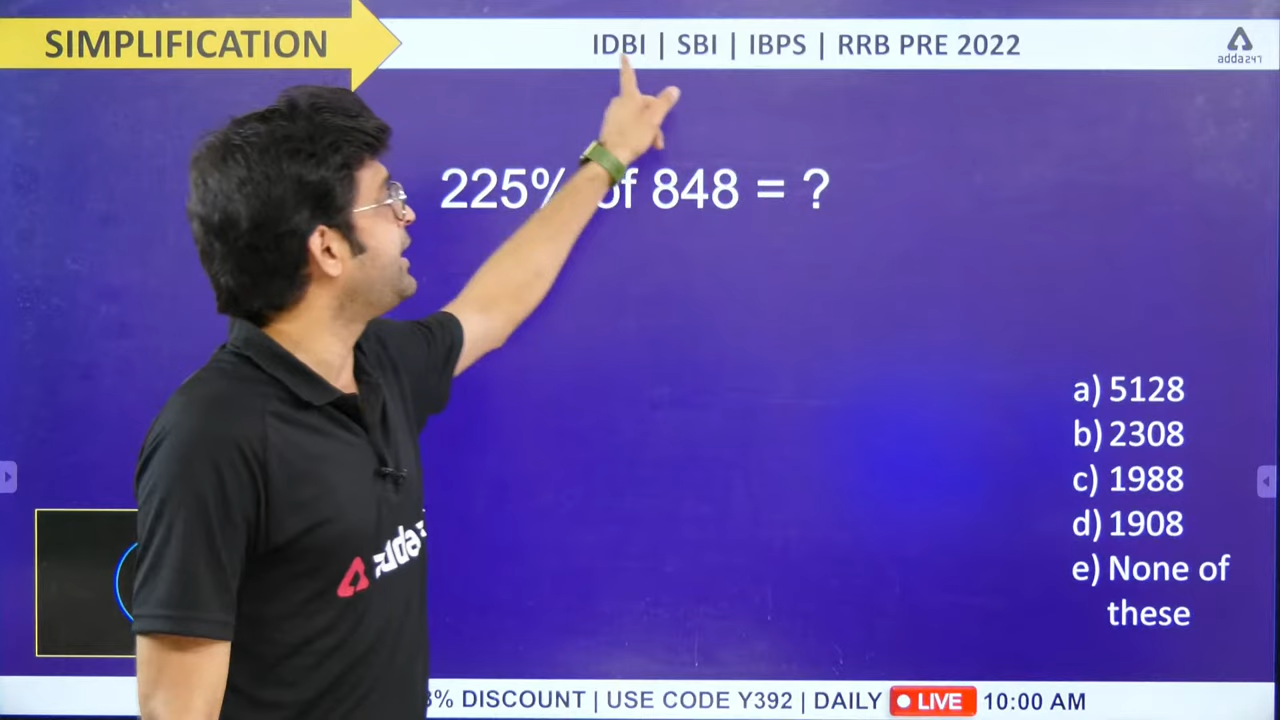 SIMPLIFICATION
IDBI | SBI | IBPS | RRB PRE 2022
adda247
225% of 848 = ?
a) 5128
b) 2308
c) 1988
d) 1908
e) None of
these
% DISCOUNT | USE CODE Y392 | DAILY LIVE 10:00 AM